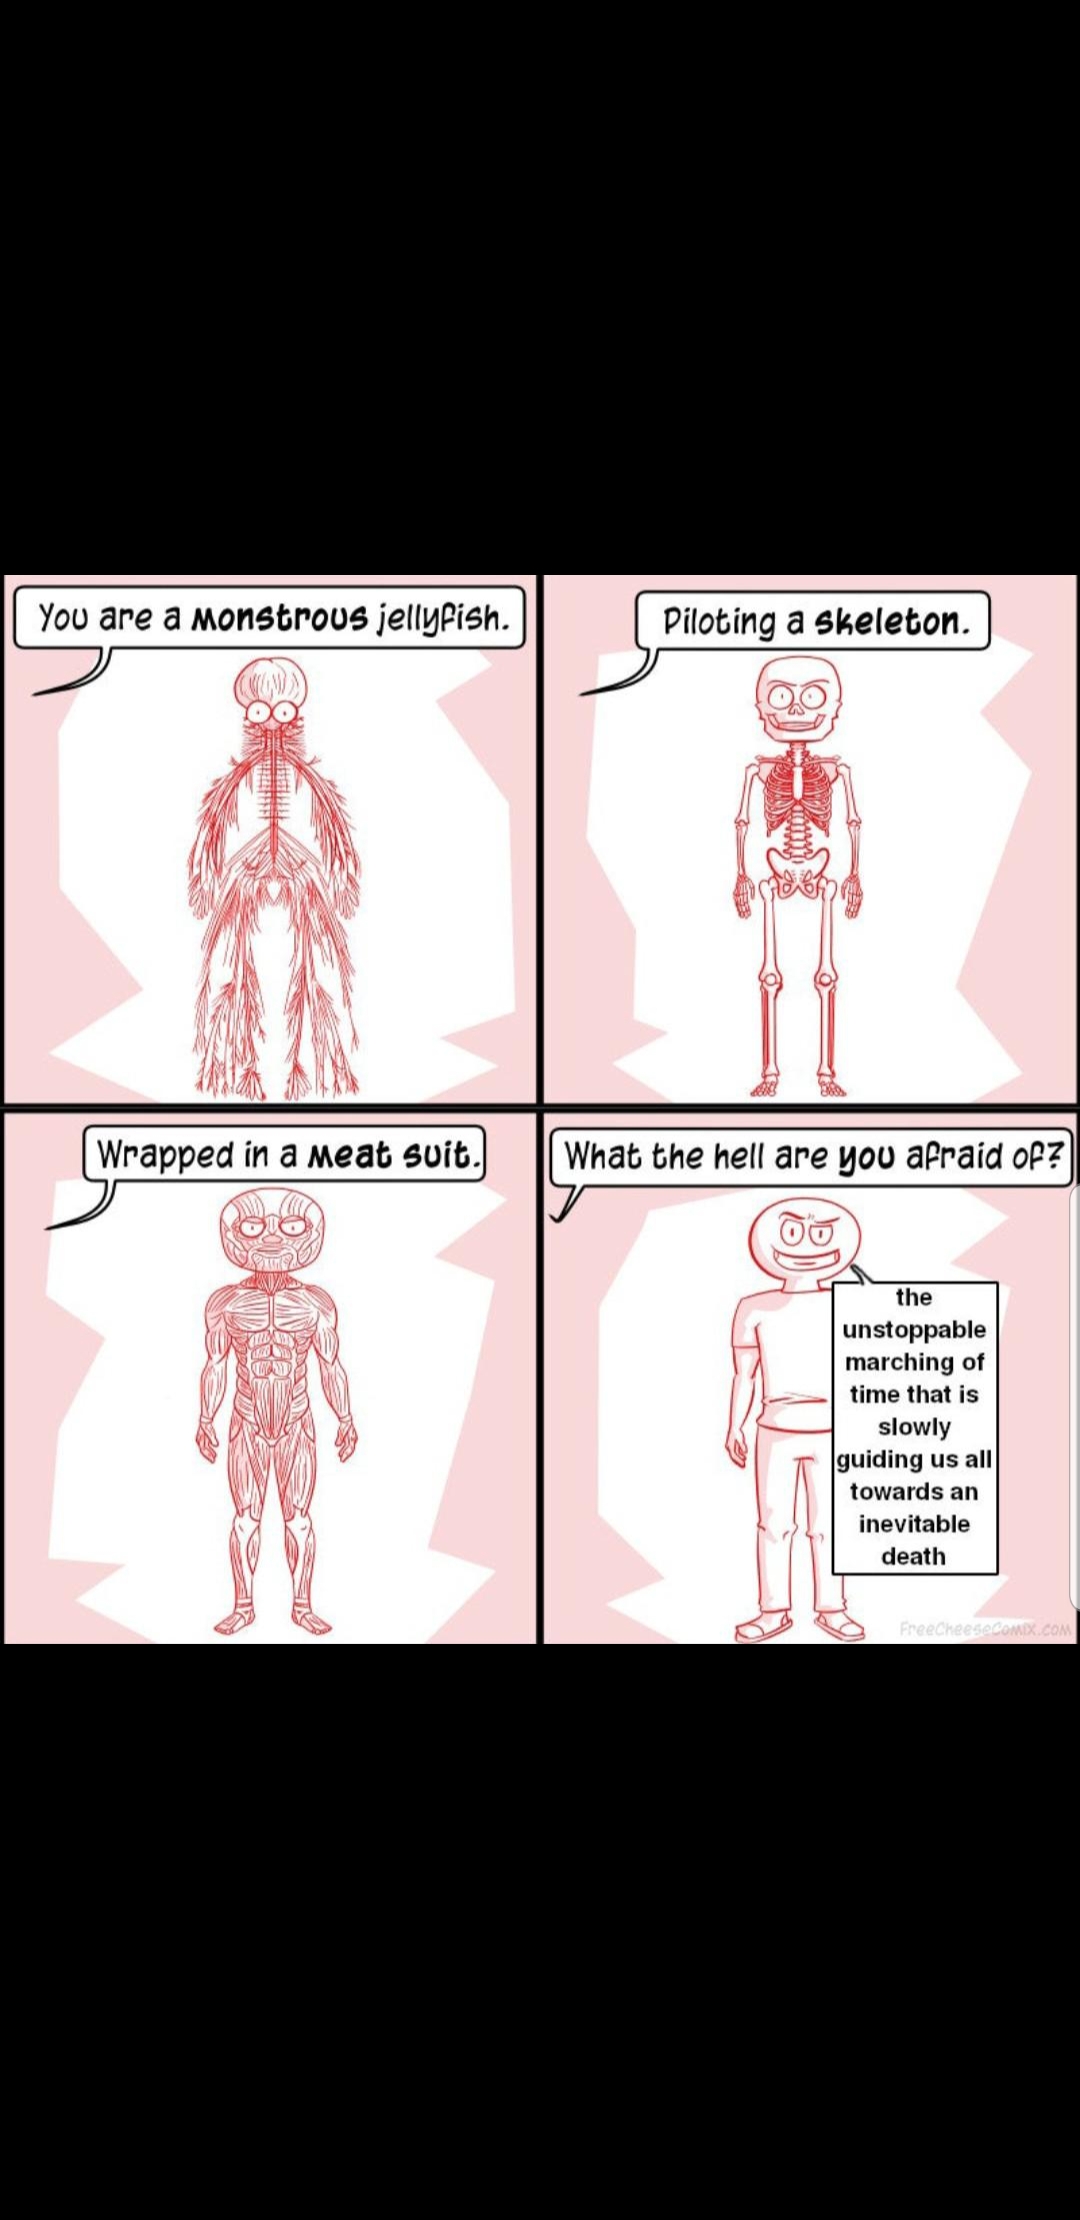 You are a monstrous jellyfish.
Piloting a skeleton.
Wrapped in a meat suit.
What the hell are you afraid of?
the
unstoppable
marching of
time that is
slowly
guiding us all
towards an
inevitable
death
FreeCheeseComix.com